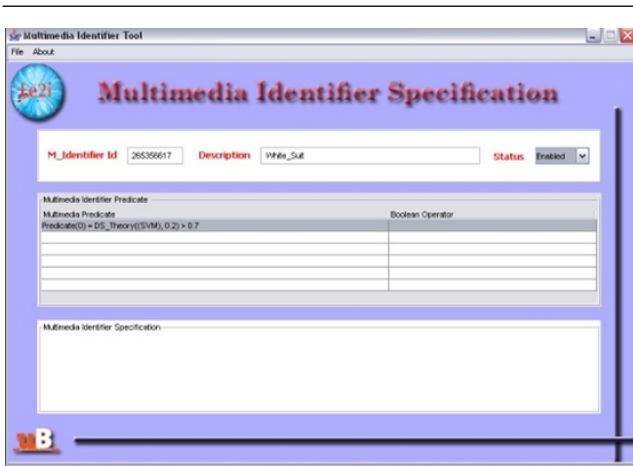 Multimedia Identifier Tool
File About
Le2i
Multimedia Identifier Specification
M_Identifier Id 265356617 Description White_Suit Status Enabled
Multimedia Identifier Predicate
Multimedia Predicate Boolean Operator
Predicate(0) = DS_Theory((SVM), 0.2) > 0.7
Multimedia Identifier Specification
uB